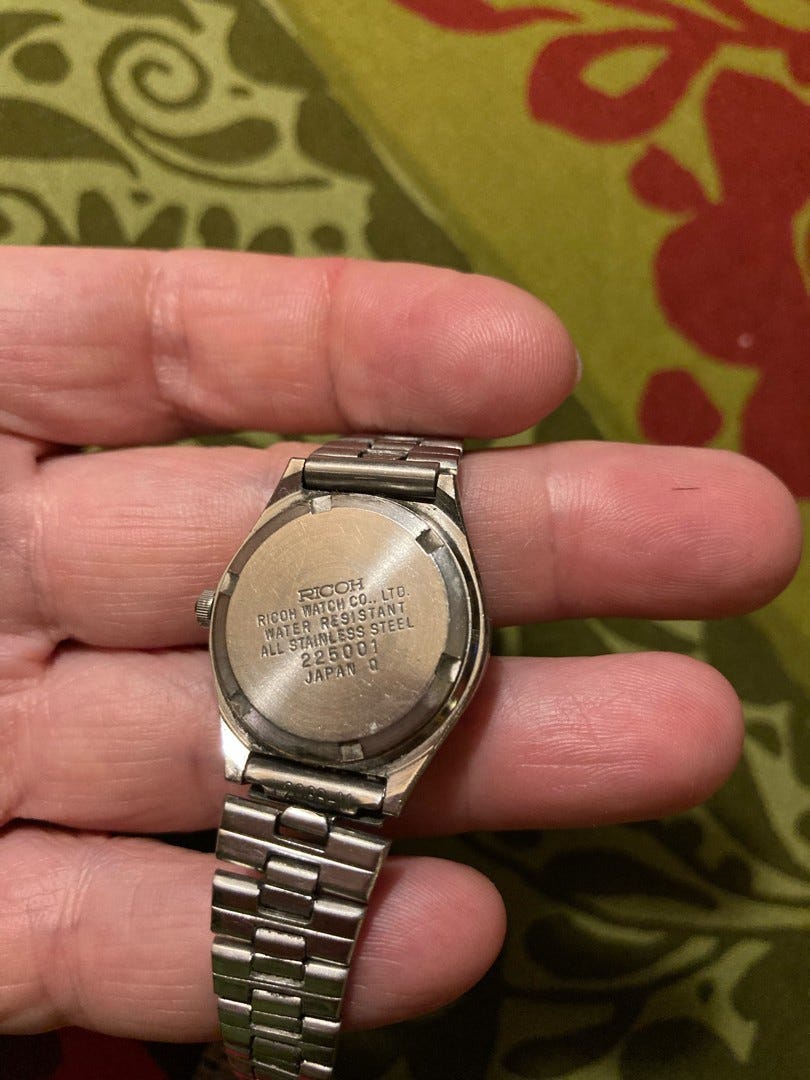 RICOH
RICOH WATCH CO., LTD.
WATER RESISTANT
ALL STAINLESS STEEL
225001
JAPAN Q